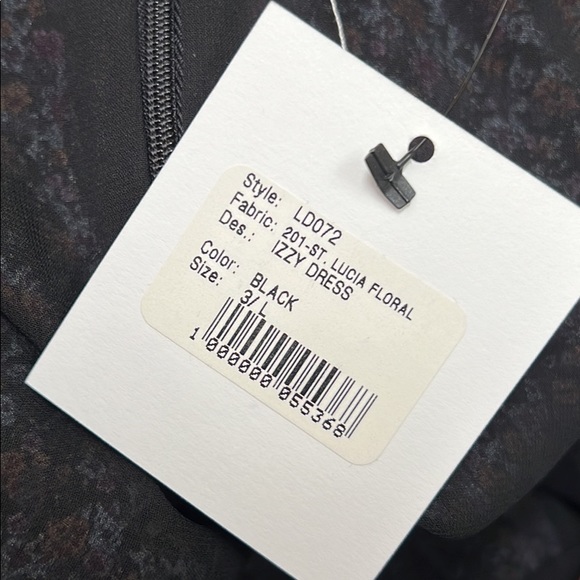 Style: LD072
Fabric: 201-ST. LUCIA FLORAL
Des.: IZZY DRESS
Color: BLACK
Size: 3/L
1 000000 055368